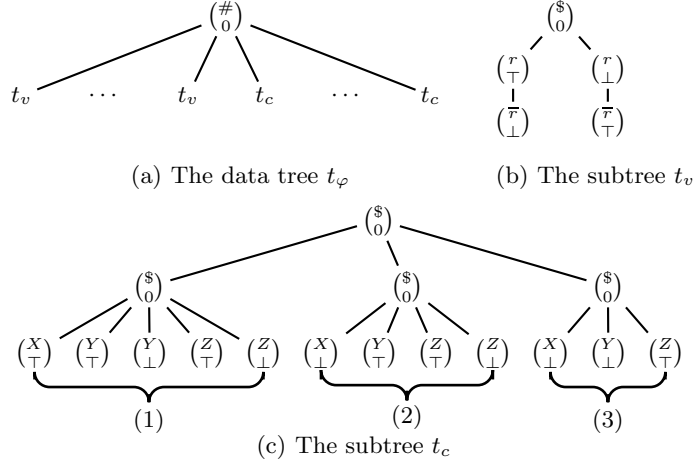 (# 0)
t_v ··· t_v t_c ··· t_c
(a) The data tree t_φ
($ 0)
(r ⊤) (r ⊥)
(r̅ ⊥) (r̅ ⊤)
(b) The subtree t_v
($ 0)
($ 0) ($ 0) ($ 0)
(X ⊤) (Y ⊤) (Y ⊥) (Z ⊤) (Z ⊥) (X ⊥) (Y ⊤) (Z ⊤) (Z ⊥) (X ⊥) (Y ⊥) (Z ⊤)
(1) (2) (3)
(c) The subtree t_c